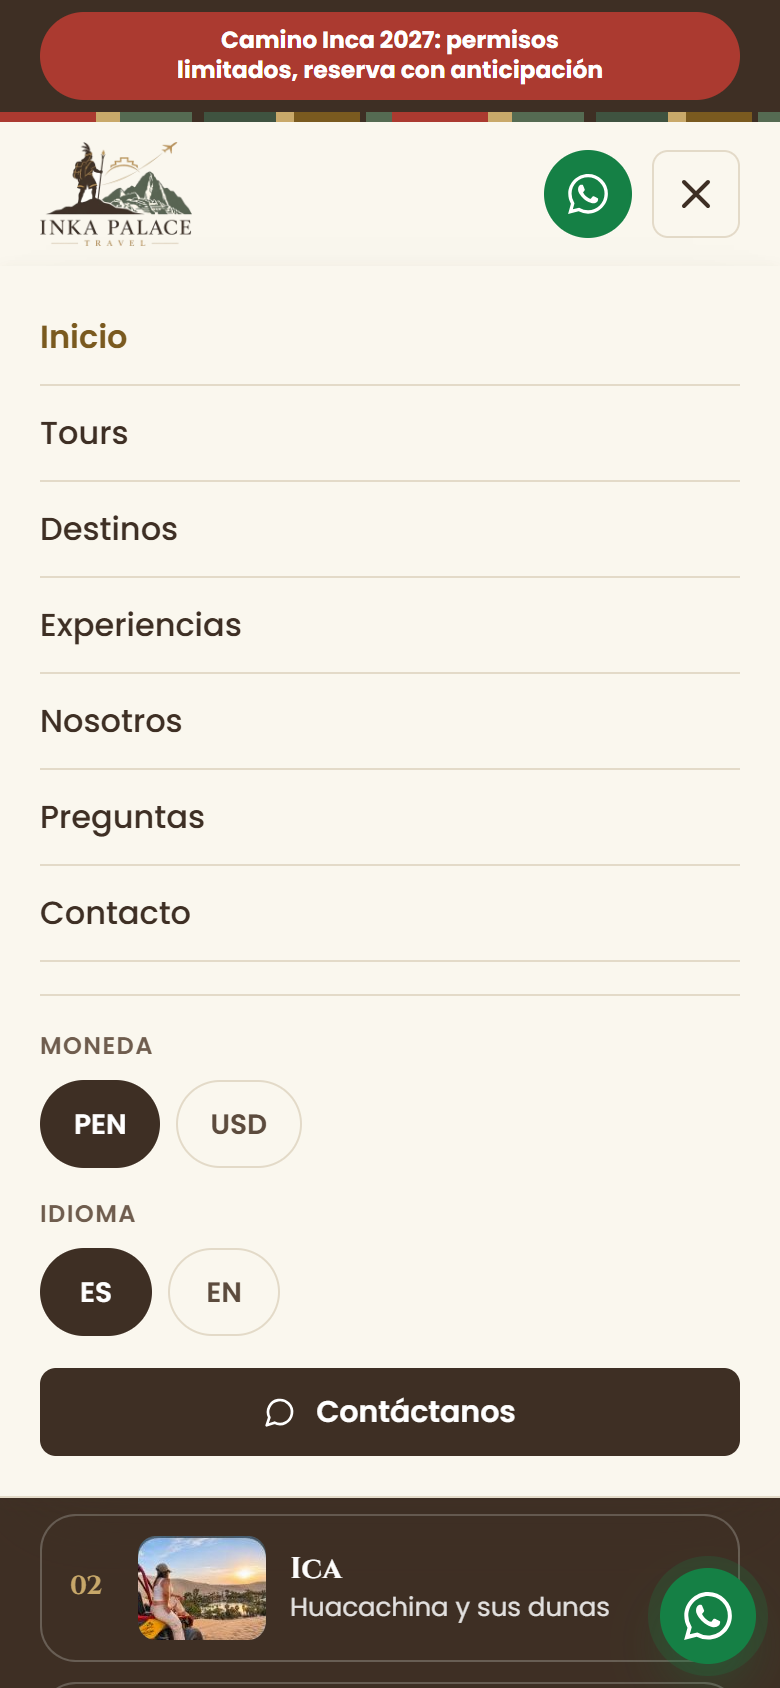 Camino Inca 2027: permisos
limitados, reserva con anticipación
INKA PALACE
TRAVEL
Inicio
Tours
Destinos
Experiencias
Nosotros
Preguntas
Contacto
MONEDA
PEN USD
IDIOMA
ES EN
Contáctanos
02
ICA
Huacachina y sus dunas